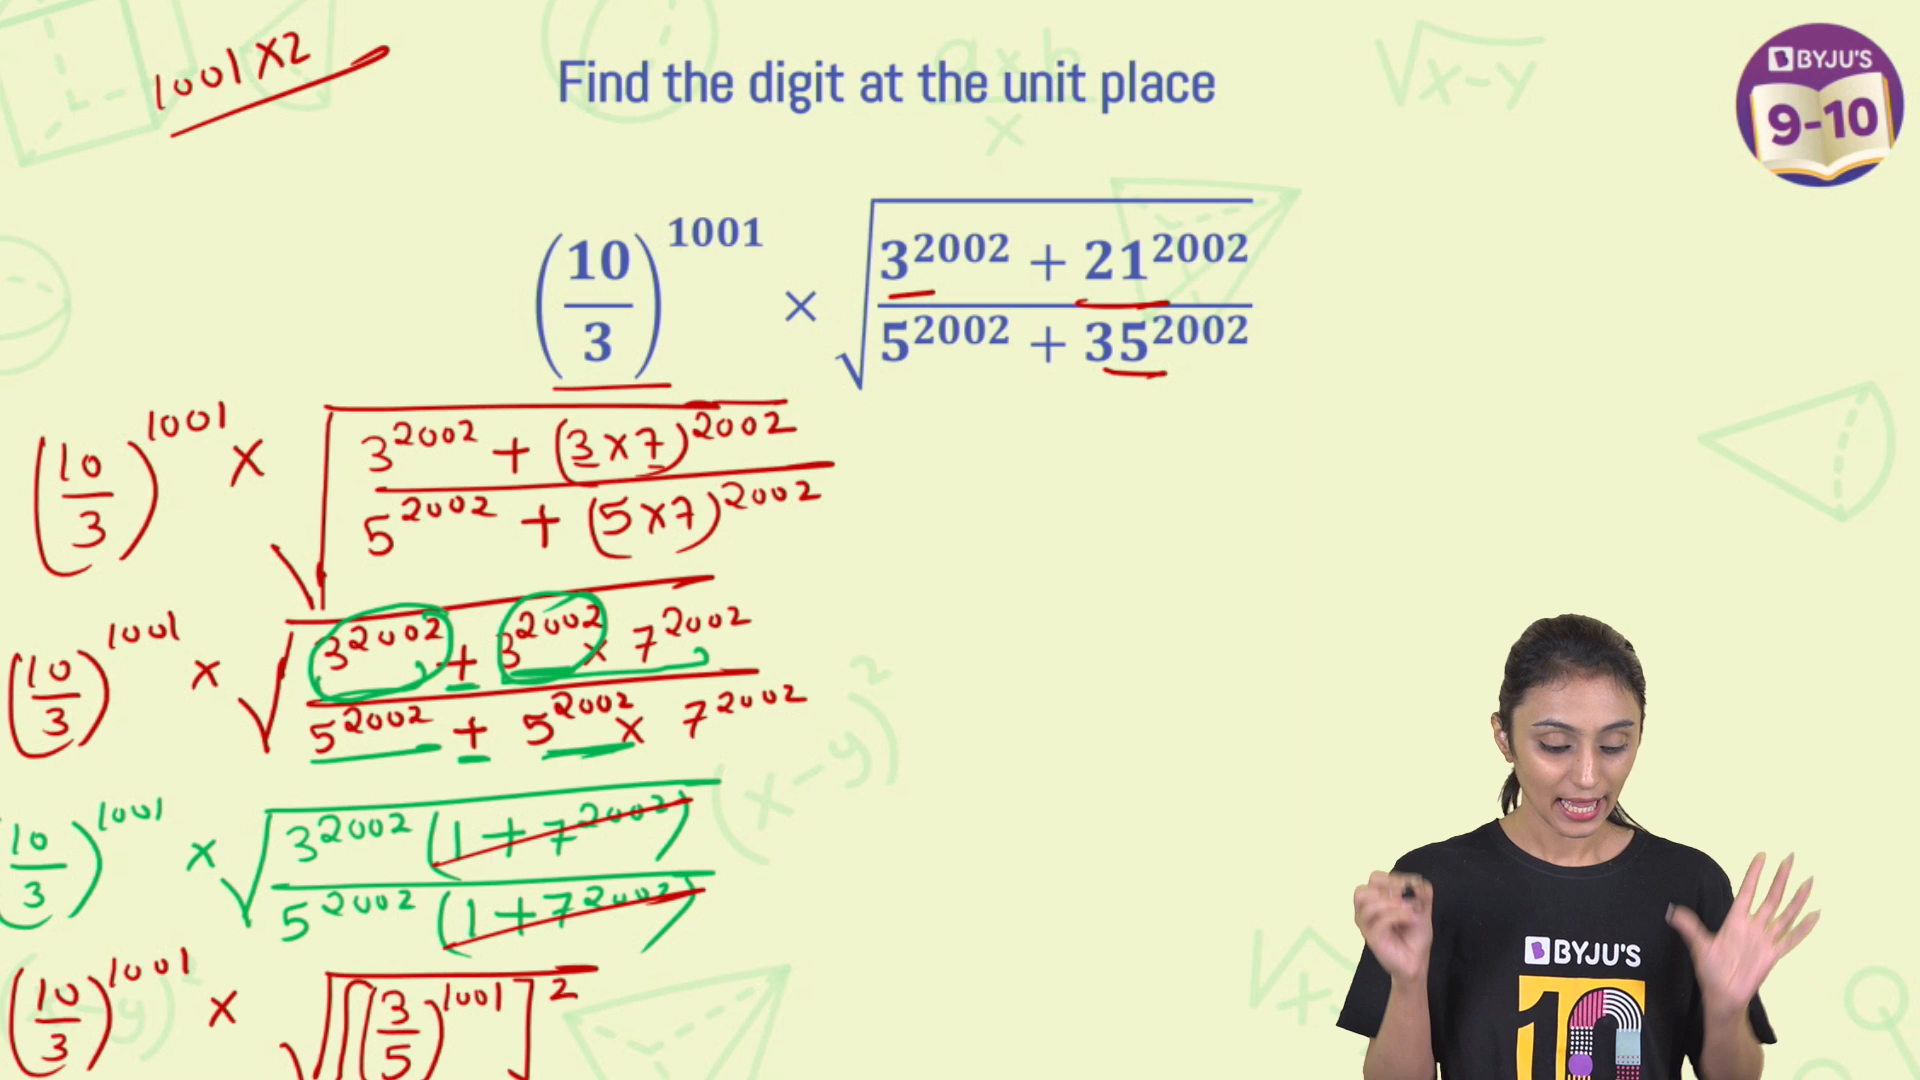 1001 × 2
Find the digit at the unit place
BYJU'S
9-10
(10/3)^1001 × √((3^2002 + 21^2002)/(5^2002 + 35^2002))
(10/3)^1001 × √((3^2002 + (3 × 7)^2002)/(5^2002 + (5 × 7)^2002))
(10/3)^1001 × √((3^2002 + 3^2002 × 7^2002)/(5^2002 + 5^2002 × 7^2002))
(10/3)^1001 × √((3^2002 (1 + 7^2002))/(5^2002 (1 + 7^2002)))
(10/3)^1001 × √[(3/5)^1001]^2
a × b
x
√x-y
(x-y)^2
BYJU'S
10